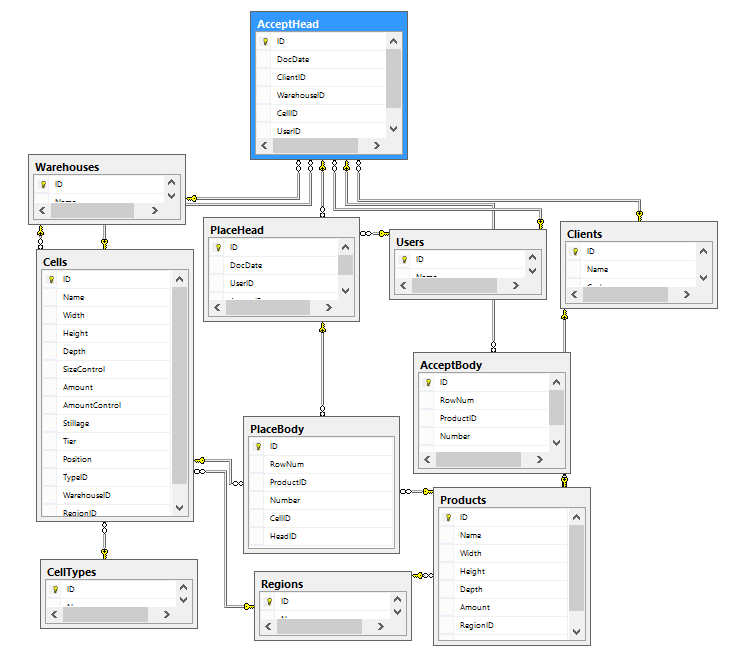 AcceptHead
ID
DocDate
ClientID
WarehouseID
CellID
UserID
Warehouses
ID
Name
PlaceHead
ID
DocDate
UserID
Users
ID
Name
Clients
ID
Name
Cells
ID
Name
Width
Height
Depth
SizeControl
Amount
AmountControl
Stillage
Tier
Position
TypeID
WarehouseID
RegionID
AcceptBody
ID
RowNum
ProductID
Number
PlaceBody
ID
RowNum
ProductID
Number
CellID
HeadID
Products
ID
Name
Width
Height
Depth
Amount
RegionID
CellTypes
ID
Regions
ID